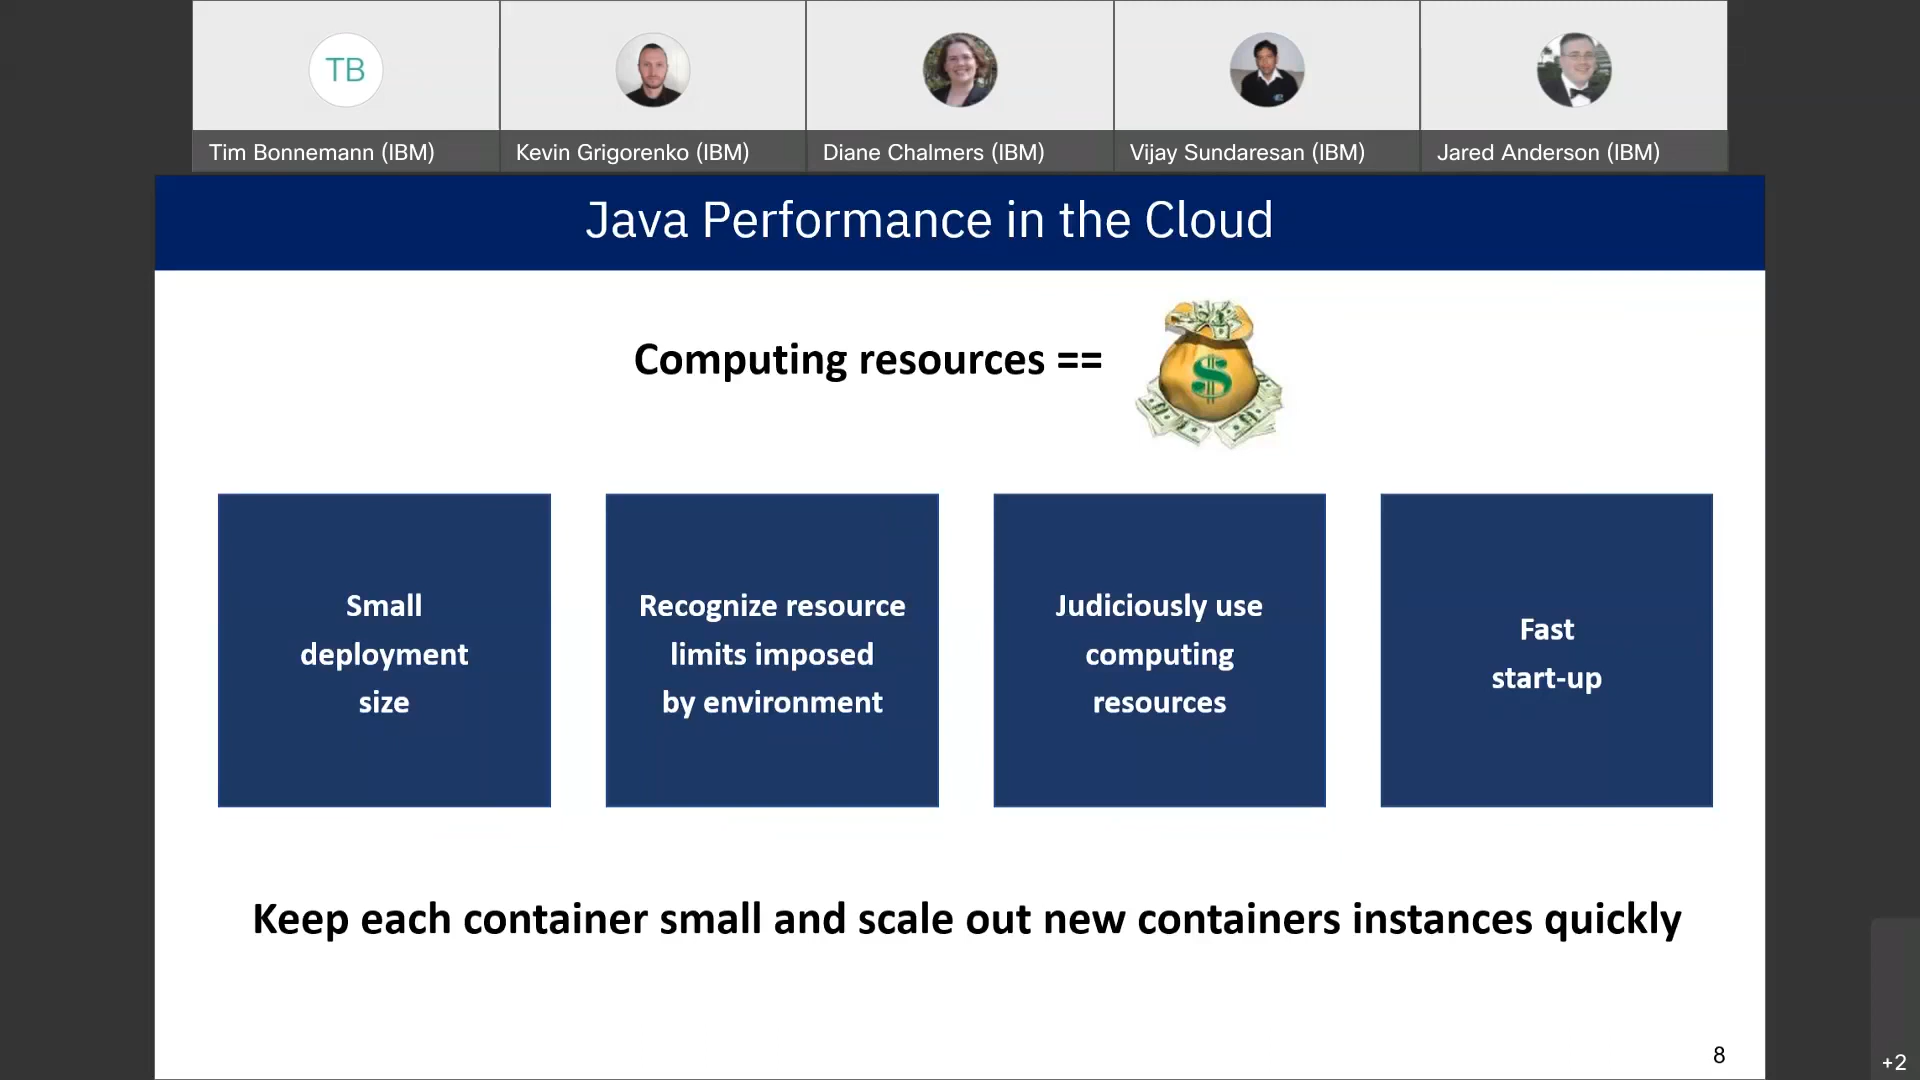 TB
Tim Bonnemann (IBM)
Kevin Grigorenko (IBM)
Diane Chalmers (IBM)
Vijay Sundaresan (IBM)
Jared Anderson (IBM)
Java Performance in the Cloud
Computing resources ==
$
Small
deployment
size
Recognize resource
limits imposed
by environment
Judiciously use
computing
resources
Fast
start-up
Keep each container small and scale out new containers instances quickly
8
+2